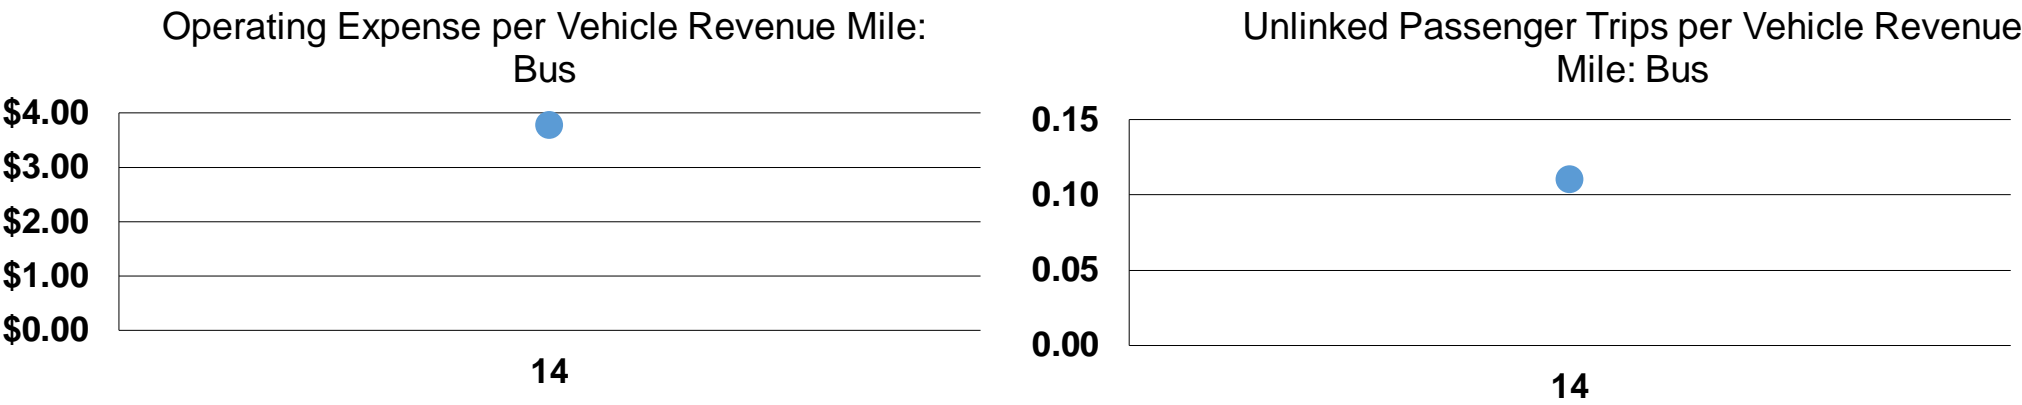 Operating Expense per Vehicle Revenue Mile:
Bus
$4.00
$3.00
$2.00
$1.00
$0.00
14
Unlinked Passenger Trips per Vehicle Revenue
Mile: Bus
0.15
0.10
0.05
0.00
14